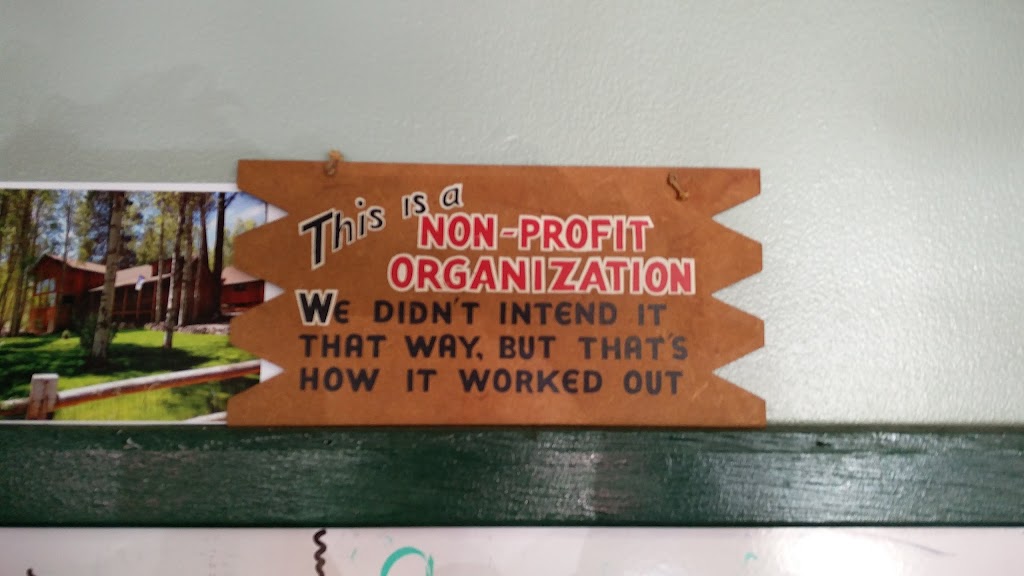 This is a
NON-PROFIT
ORGANIZATION
WE DIDN'T INTEND IT
THAT WAY, BUT THAT'S
HOW IT WORKED OUT